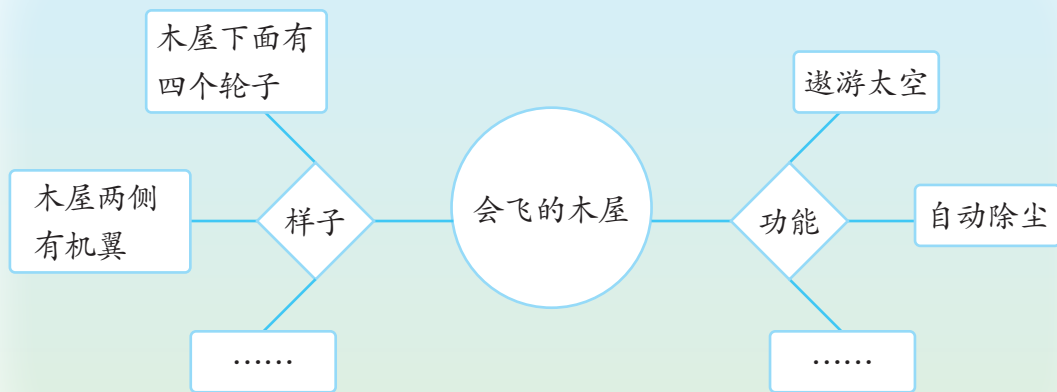 木屋下面有
四个轮子
木屋两侧
有机翼
……
样子
会飞的木屋
功能
遨游太空
自动除尘
……